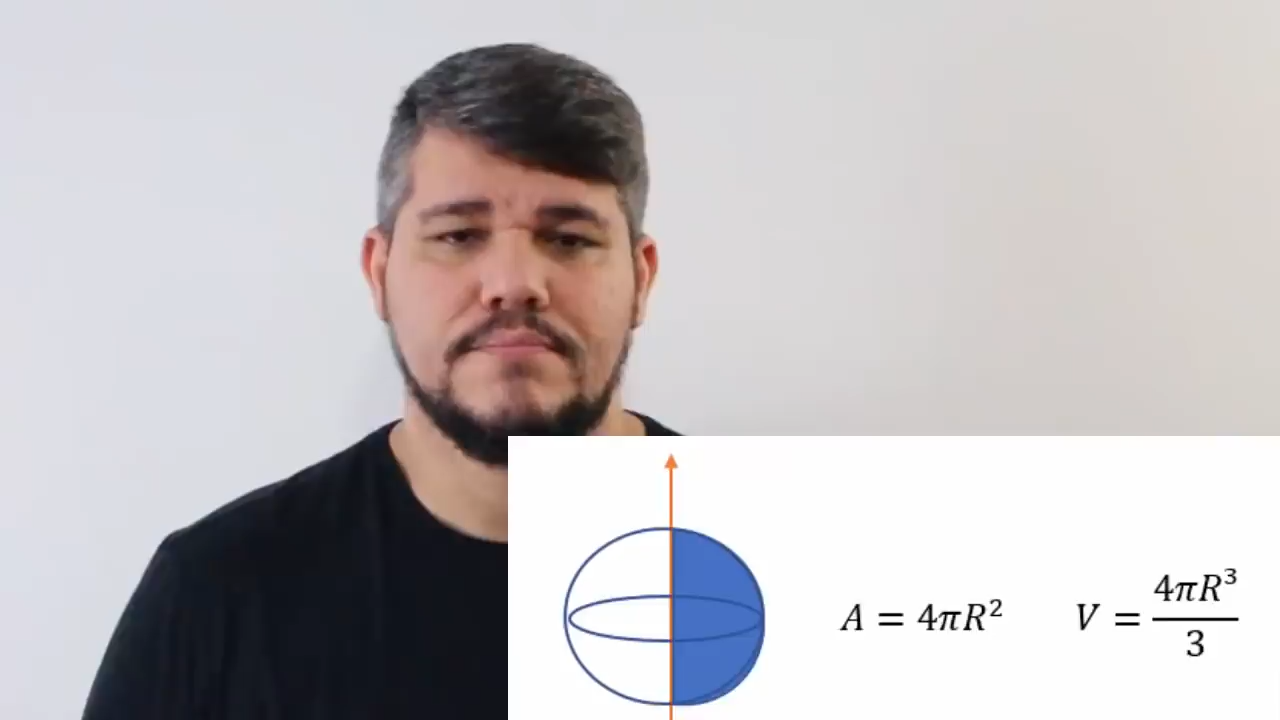 A = 4πR²
V = 4πR³/3